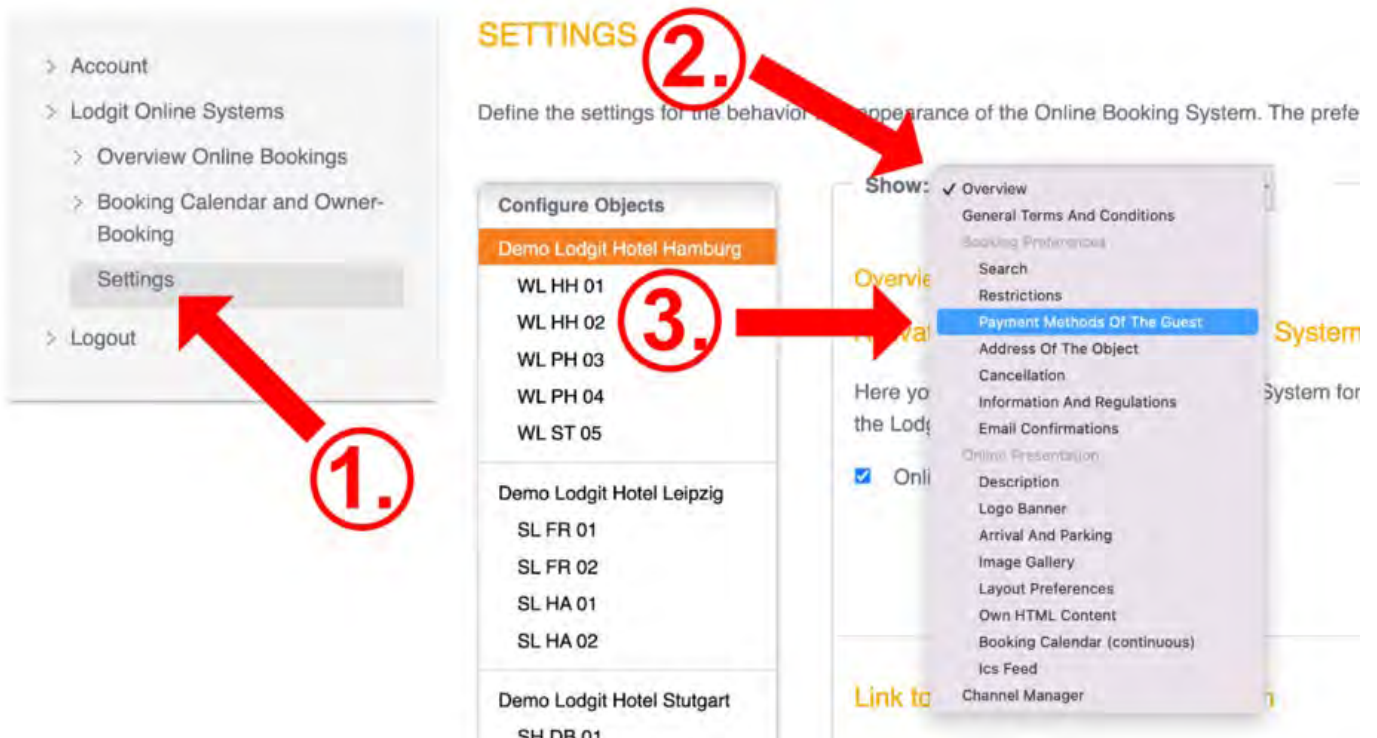 > Account
> Lodgit Online Systems
> Overview Online Bookings
> Booking Calendar and Owner-
Booking
Settings
> Logout
1.
SETTINGS
2.
Define the settings for the behavior appearance of the Online Booking System. The prefe
Configure Objects
Demo Lodgit Hotel Hamburg
WL HH 01
WL HH 02
WL PH 03
WL PH 04
WL ST 05
Demo Lodgit Hotel Leipzig
SL FR 01
SL FR 02
SL HA 01
SL HA 02
Demo Lodgit Hotel Stutgart
SH DB 01
3.
Show:
✓ Overview
General Terms And Conditions
Booking Preferences
Search
Restrictions
Payment Methods Of The Guest
Address Of The Object
Cancellation
Information And Regulations
Email Confirmations
Online Presentation
Description
Logo Banner
Arrival And Parking
Image Gallery
Layout Preferences
Own HTML Content
Booking Calendar (continuous)
Ics Feed
Channel Manager
Overvie
System
Here yo System for
the Lodg
Onli
Link to